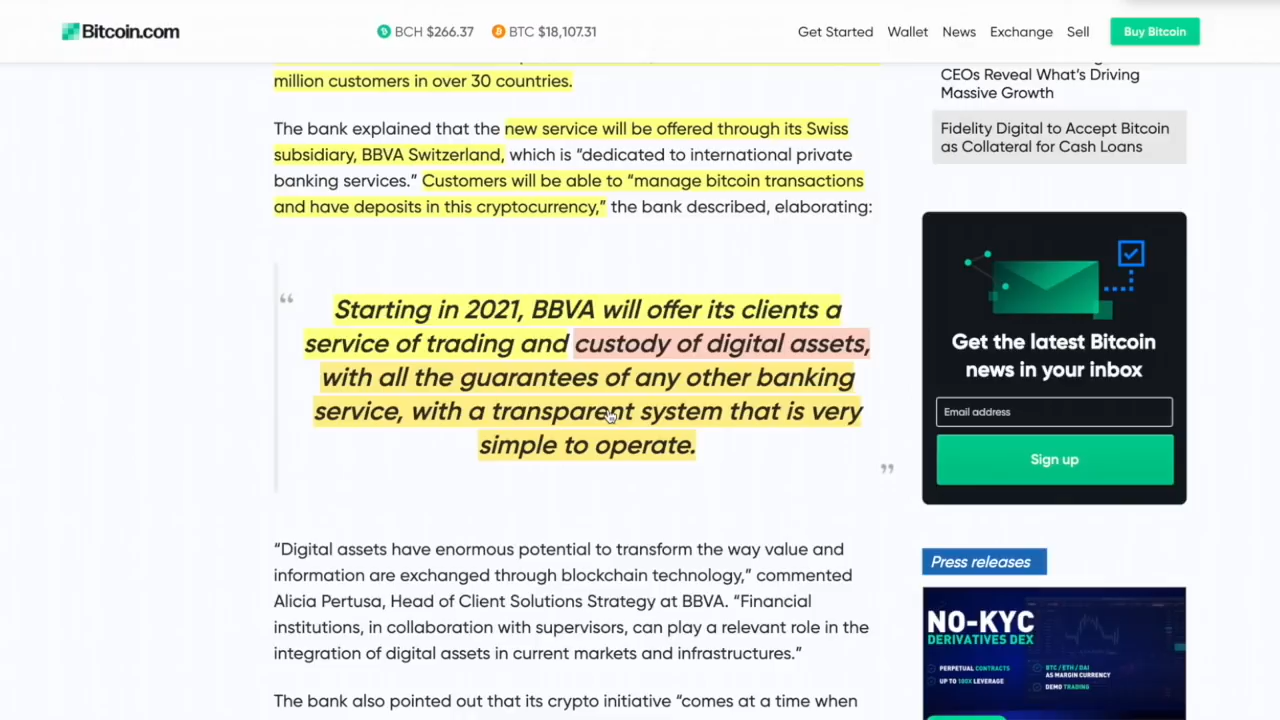 Bitcoin.com
BCH $266.37
BTC $18,107.31
Get Started
Wallet
News
Exchange
Sell
Buy Bitcoin
million customers in over 30 countries.
The bank explained that the new service will be offered through its Swiss
subsidiary, BBVA Switzerland, which is “dedicated to international private
banking services.” Customers will be able to “manage bitcoin transactions
and have deposits in this cryptocurrency,” the bank described, elaborating:
“
Starting in 2021, BBVA will offer its clients a
service of trading and custody of digital assets,
with all the guarantees of any other banking
service, with a transparent system that is very
simple to operate.
”
“Digital assets have enormous potential to transform the way value and
information are exchanged through blockchain technology,” commented
Alicia Pertusa, Head of Client Solutions Strategy at BBVA. “Financial
institutions, in collaboration with supervisors, can play a relevant role in the
integration of digital assets in current markets and infrastructures.”
The bank also pointed out that its crypto initiative “comes at a time when
CEOs Reveal What’s Driving
Massive Growth
Fidelity Digital to Accept Bitcoin
as Collateral for Cash Loans
Get the latest Bitcoin
news in your inbox
Email address
Sign up
Press releases
NO-KYC
DERIVATIVES DEX
PERPETUAL CONTRACTS
UP TO 100X LEVERAGE
BTC / ETH / DAI
AS MARGIN CURRENCY
DEMO TRADING